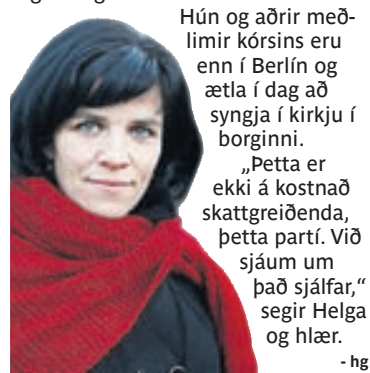 Hún og aðrir með-
limir kórsins eru
enn í Berlín og
ætla í dag að
syngja í kirkju í
borginni.
„Þetta er
ekki á kostnað
skattgreiðenda,
þetta partí. Við
sjáum um
það sjálfar,“
segir Helga
og hlær.
- hg